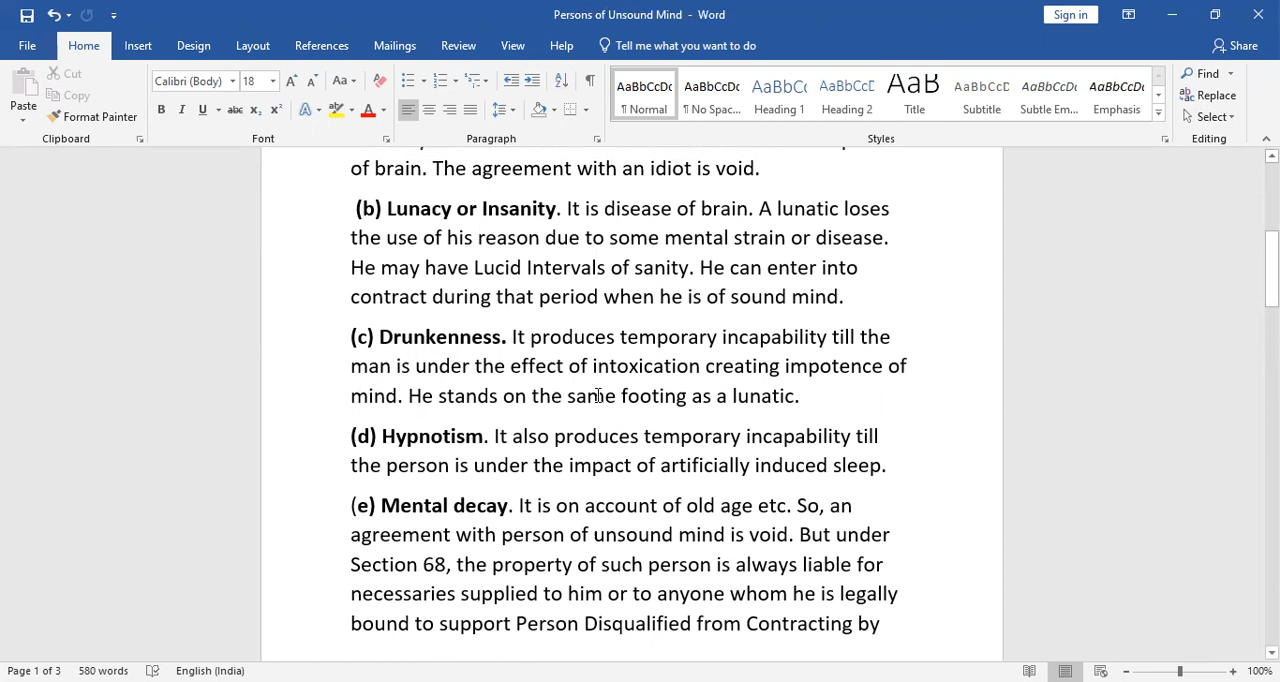 Persons of Unsound Mind - Word
Sign in
File Home Insert Design Layout References Mailings Review View Help Tell me what you want to do Share
Cut
Copy
Format Painter
Paste
Clipboard
Calibri (Body) 18
Font
Paragraph
AaBbCcDc AaBbCcDc AaBbCc AaBbCcD AaB AaBbCcD AaBbCcDc AaBbCcDc
¶ Normal ¶ No Spac... Heading 1 Heading 2 Title Subtitle Subtle Em... Emphasis
Styles
Find
Replace
Select
Editing
of brain. The agreement with an idiot is void.
(b) Lunacy or Insanity. It is disease of brain. A lunatic loses
the use of his reason due to some mental strain or disease.
He may have Lucid Intervals of sanity. He can enter into
contract during that period when he is of sound mind.
(c) Drunkenness. It produces temporary incapability till the
man is under the effect of intoxication creating impotence of
mind. He stands on the same footing as a lunatic.
(d) Hypnotism. It also produces temporary incapability till
the person is under the impact of artificially induced sleep.
(e) Mental decay. It is on account of old age etc. So, an
agreement with person of unsound mind is void. But under
Section 68, the property of such person is always liable for
necessaries supplied to him or to anyone whom he is legally
bound to support Person Disqualified from Contracting by
Page 1 of 3 580 words English (India) 100%